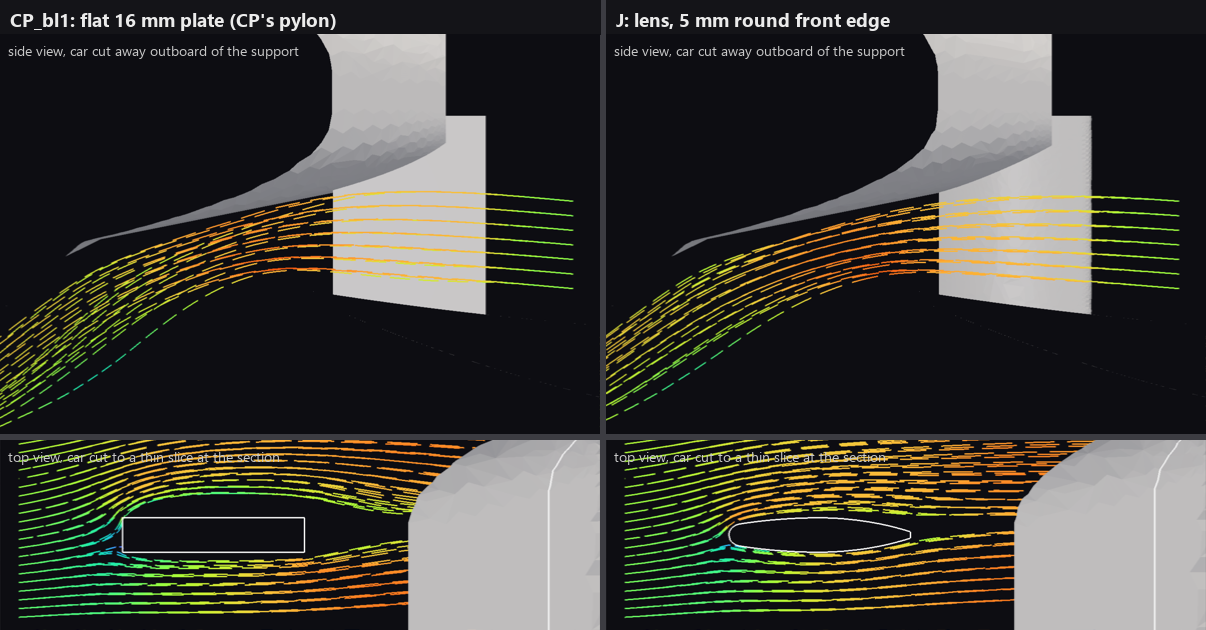 CP_bl1: flat 16 mm plate (CP's pylon)
side view, car cut away outboard of the support
top view, car cut to a thin slice at the section
J: lens, 5 mm round front edge
side view, car cut away outboard of the support
top view, car cut to a thin slice at the section